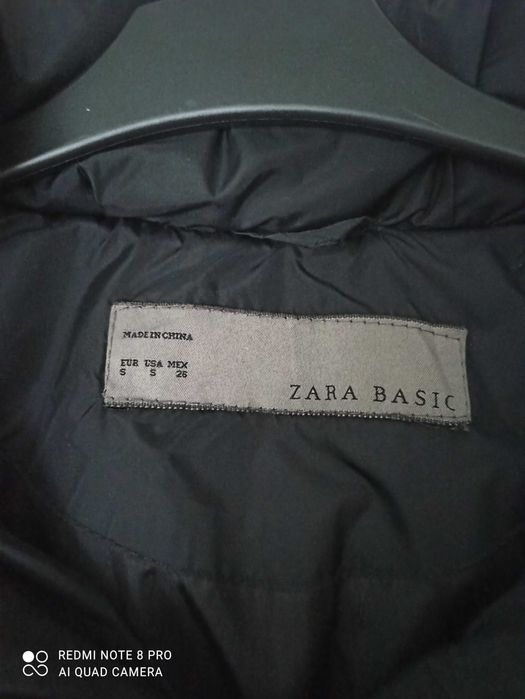 MADE IN CHINA
EUR USA MEX
S S 26
ZARA BASIC
REDMI NOTE 8 PRO
AI QUAD CAMERA